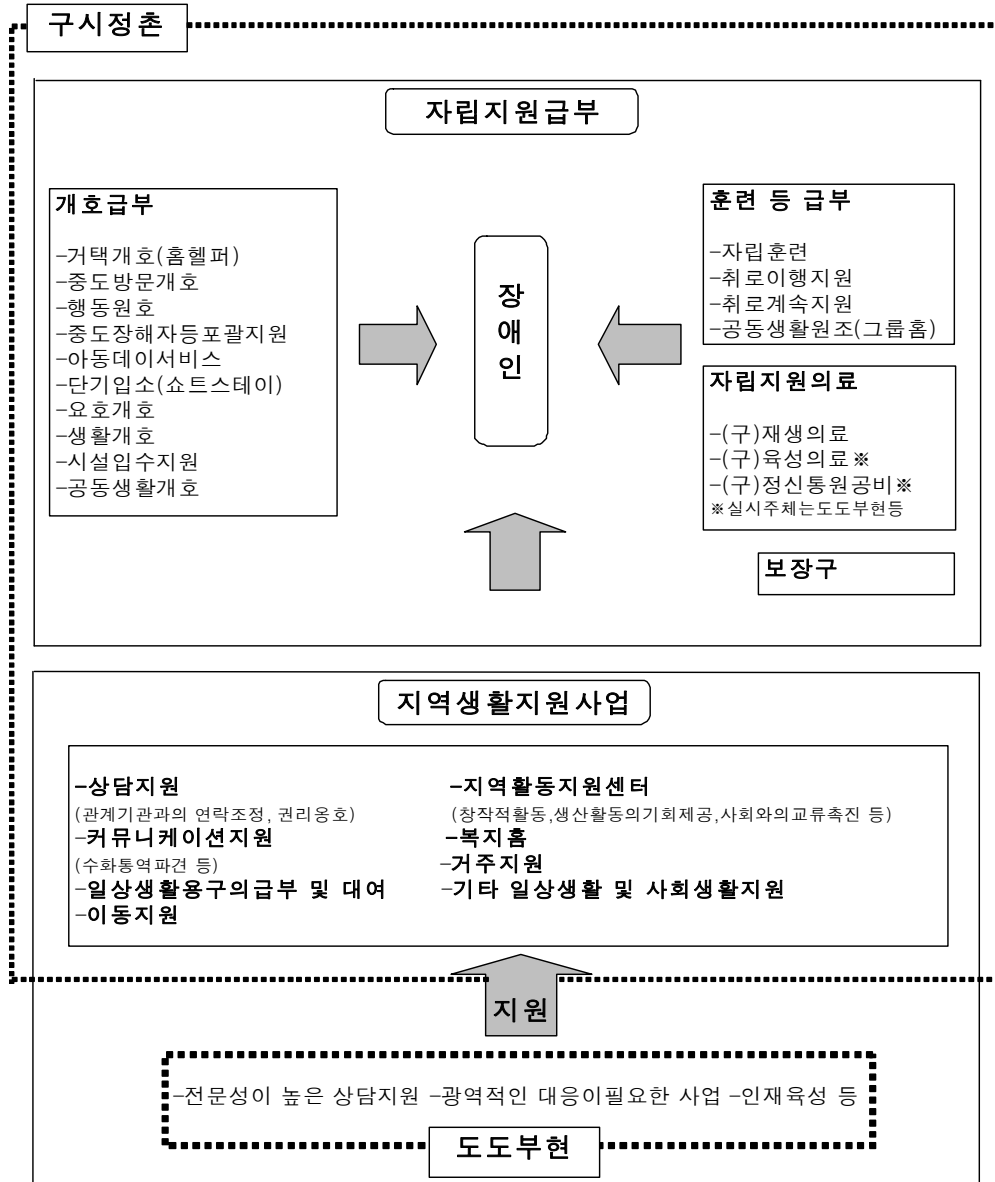 구시정촌
자립지원급부
개호급부
-거택개호(홈헬퍼)
-중도방문개호
-행동원호
-중도장해자등포괄지원
-아동데이서비스
-단기입소(쇼트스테이)
-요호개호
-생활개호
-시설입수지원
-공동생활개호
장
애
인
훈련 등 급부
-자립훈련
-취로이행지원
-취로계속지원
-공동생활원조(그룹홈)
자립지원의료
-(구)재생의료
-(구)육성의료※
-(구)정신통원공비※
※실시주체는도도부현등
보장구
지역생활지원사업
-상담지원
(관계기관과의 연락조정, 권리옹호)
-커뮤니케이션지원
(수화통역파견 등)
-일상생활용구의급부 및 대여
-이동지원
-지역활동지원센터
(창작적활동,생산활동의기회제공,사회와의교류촉진 등)
-복지홈
-거주지원
-기타 일상생활 및 사회생활지원
지원
-전문성이 높은 상담지원 -광역적인 대응이필요한 사업 -인재육성 등
도도부현